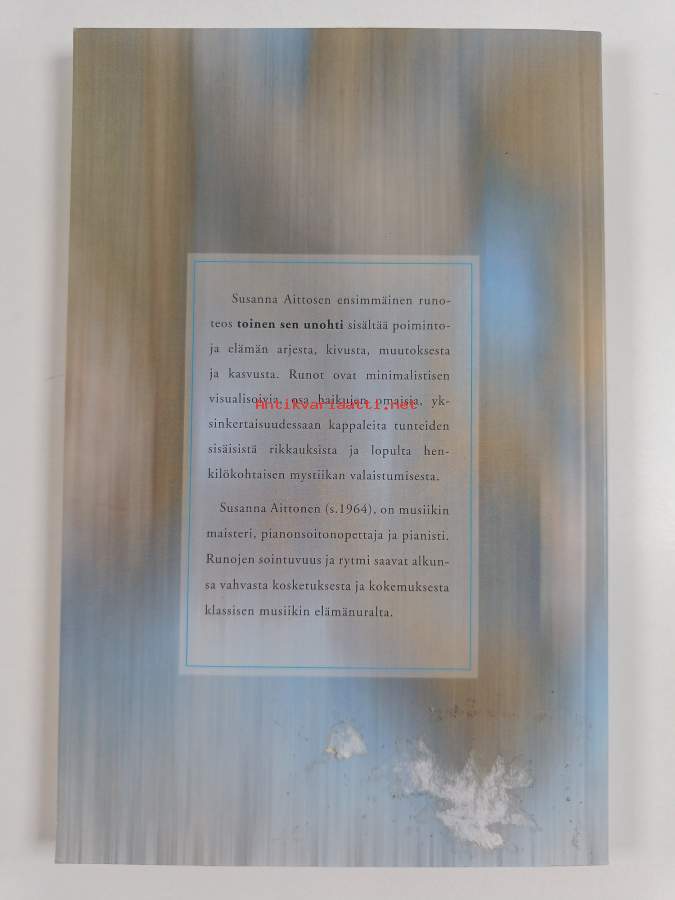 Susanna Aittosen ensimmäinen runo-
teos toinen sen unohti sisältää poiminto-
ja elämän arjesta, kivusta, muutoksesta
ja kasvusta. Runot ovat minimalistisen
visualisoivia, osa haikujen omaisia, yk-
Antikvariaatti.net
sinkertaisuudessaan kappaleita tunteiden
sisäisistä rikkauksista ja lopulta hen-
kilökohtaisen mystiikan valaistumisesta.
Susanna Aittonen (s.1964), on musiikin
maisteri, pianonsoitonopettaja ja pianisti.
Runojen sointuvuus ja rytmi saavat alkun-
sa vahvasta kosketuksesta ja kokemuksesta
klassisen musiikin elämänuralta.